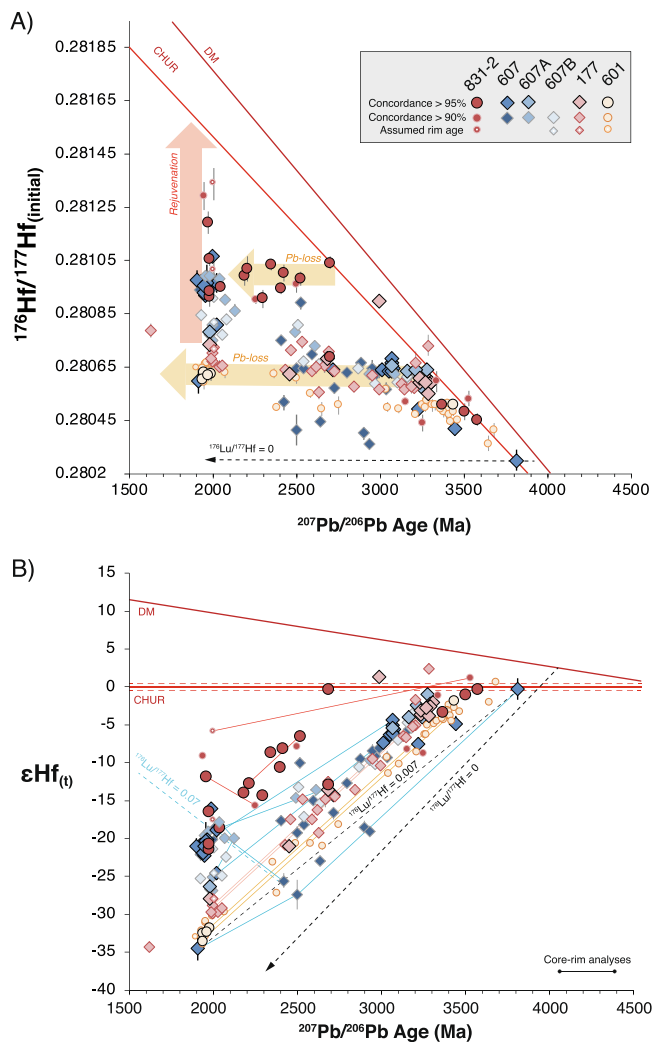 A)
176Hf/177Hf(initial)
0.28185
0.28165
0.28145
0.28125
0.28105
0.28085
0.28065
0.28045
0.2802
CHUR
DM
831-2
607
607A
607B
177
601
Concordance > 95%
Concordance > 90%
Assumed rim age
Rejuvenation
Pb-loss
Pb-loss
176Lu/177Hf = 0
1500 2000 2500 3000 3500 4000 4500
207Pb/206Pb Age (Ma)
B)
εHf(t)
15
10
5
0
-5
-10
-15
-20
-25
-30
-35
-40
DM
CHUR
176Lu/177Hf = 0.07
176Lu/177Hf = 0.007
176Lu/177Hf = 0
Core-rim analyses
1500 2000 2500 3000 3500 4000 4500
207Pb/206Pb Age (Ma)